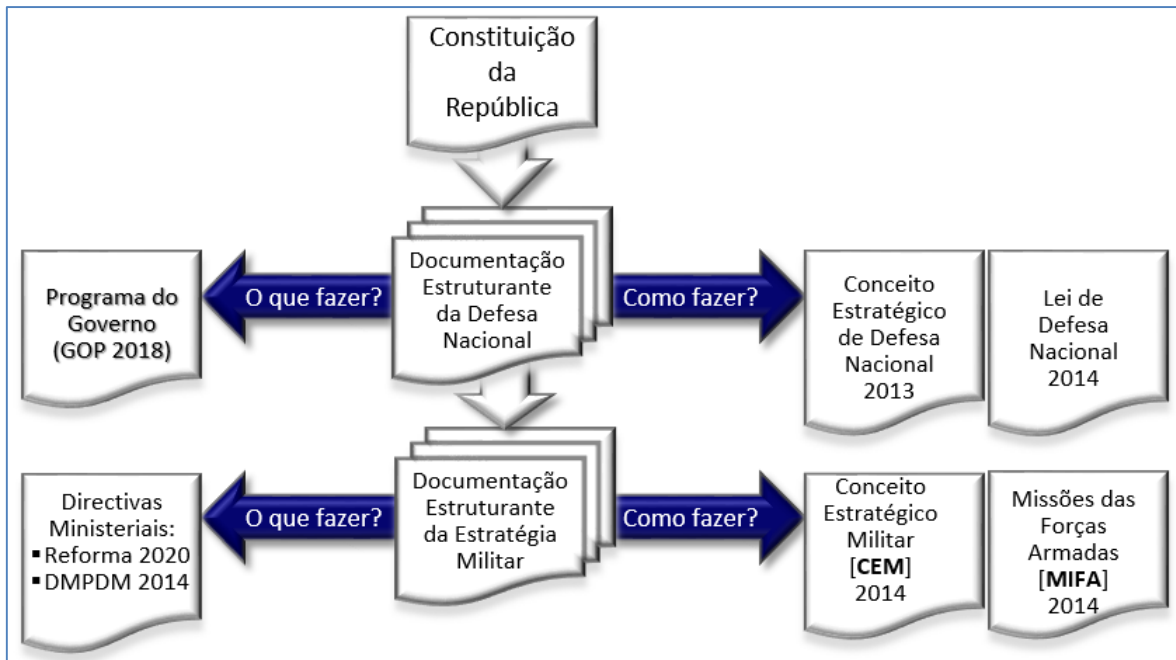 Constituição
da
República
Documentação
Estruturante
da Defesa
Nacional
O que fazer?
Como fazer?
Programa do
Governo
(GOP 2018)
Conceito
Estratégico
de Defesa
Nacional
2013
Lei de
Defesa
Nacional
2014
Documentação
Estruturante
da Estratégia
Militar
O que fazer?
Como fazer?
Directivas
Ministeriais:
▪ Reforma 2020
▪ DMPDM 2014
Conceito
Estratégico
Militar
[CEM]
2014
Missões das
Forças
Armadas
[MIFA]
2014